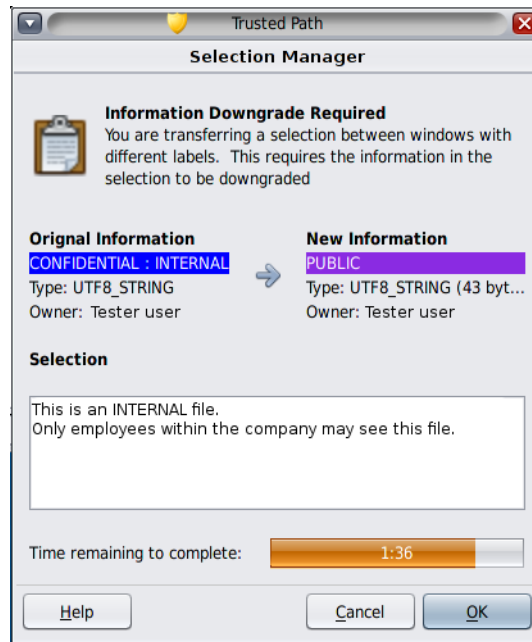 Trusted Path
Selection Manager
Information Downgrade Required
You are transferring a selection between windows with
different labels. This requires the information in the
selection to be downgraded
Orignal Information
CONFIDENTIAL : INTERNAL
Type: UTF8_STRING
Owner: Tester user
New Information
PUBLIC
Type: UTF8_STRING (43 byt...
Owner: Tester user
Selection
This is an INTERNAL file.
Only employees within the company may see this file.
Time remaining to complete:
1:36
Help
Cancel
OK